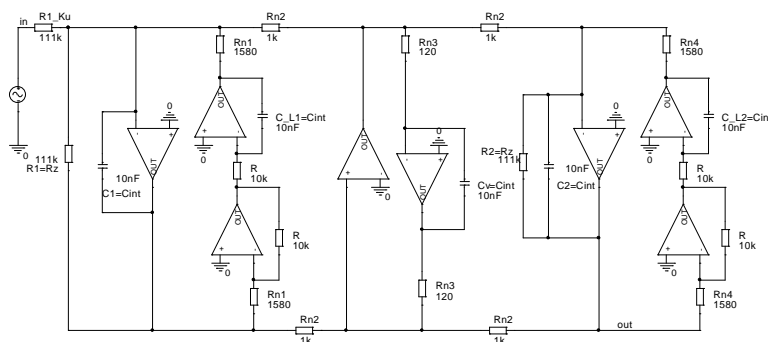 in
R1_Ku
111k
0
111k
R1=Rz
0
OUT
10nF
C1=Cint
Rn1
1580
OUT
0
C_L1=Cint
10nF
R
10k
OUT
0
R
10k
Rn1
1580
Rn2
1k
Rn2
1k
OUT
0
Rn3
120
0
OUT
Cv=Cint
10nF
Rn3
120
Rn2
1k
Rn2
1k
R2=Rz
111k
0
10nF
OUT
C2=Cint
Rn4
1580
OUT
0
C_L2=Cint
10nF
R
10k
OUT
0
R
10k
Rn4
1580
out